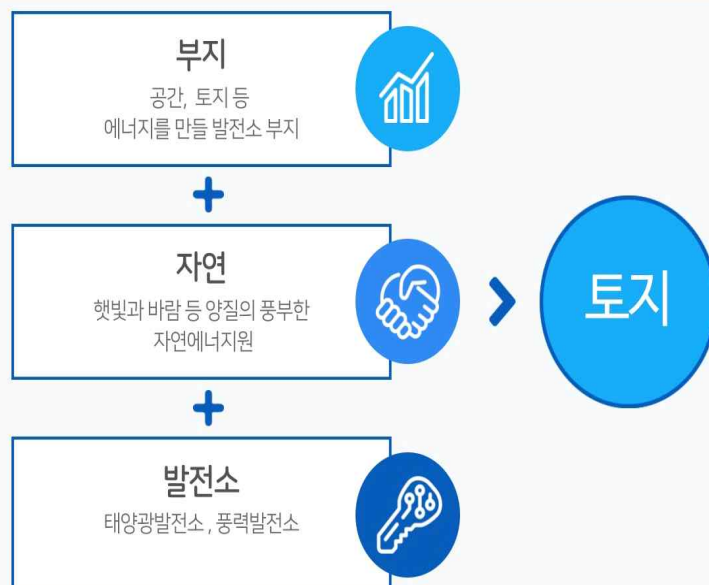 부지
공간, 토지 등
에너지를 만들 발전소 부지
자연
햇빛과 바람 등 양질의 풍부한
자연에너지원
토지
발전소
태양광발전소 , 풍력발전소